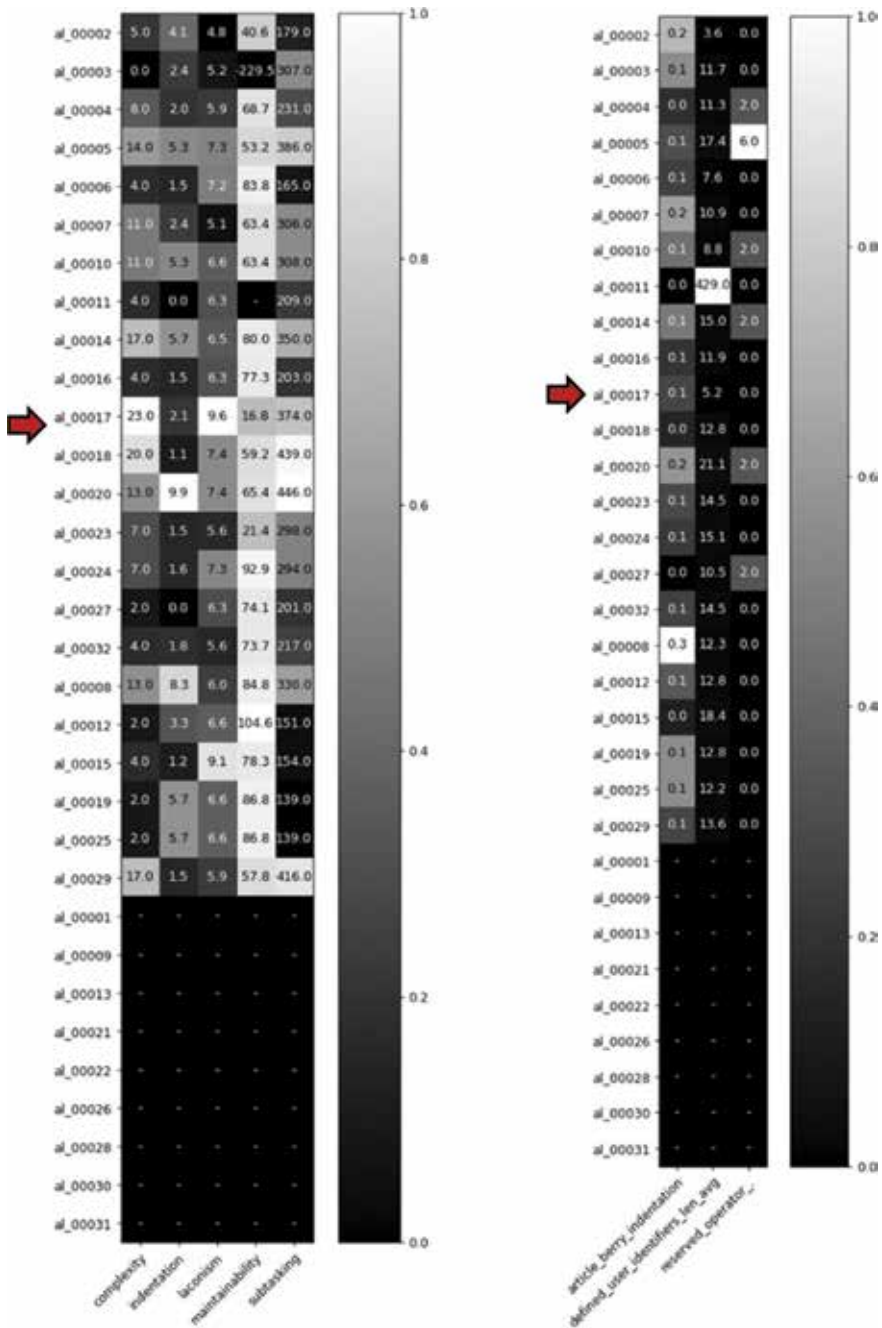 al_00002 5.0 4.1 4.8 40.6 179.0
al_00003 0.0 2.4 5.2 -229.5 307.0
al_00004 8.0 2.0 5.9 68.7 231.0
al_00005 14.0 5.3 7.3 53.2 386.0
al_00006 4.0 1.5 7.2 83.8 165.0
al_00007 11.0 2.4 5.1 63.4 306.0
al_00010 11.0 5.3 6.6 63.4 308.0
al_00011 4.0 0.0 6.3 - 209.0
al_00014 17.0 5.7 6.5 80.0 350.0
al_00016 4.0 1.5 6.3 77.3 203.0
al_00017 23.0 2.1 9.6 16.8 374.0
al_00018 20.0 1.1 7.4 59.2 439.0
al_00020 13.0 9.9 7.4 65.4 446.0
al_00023 7.0 1.5 5.6 21.4 298.0
al_00024 7.0 1.6 7.3 92.9 294.0
al_00027 2.0 0.0 6.3 74.1 201.0
al_00032 4.0 1.8 5.6 73.7 217.0
al_00008 13.0 8.3 6.0 84.8 330.0
al_00012 2.0 3.3 6.6 104.6 151.0
al_00015 4.0 1.2 9.1 78.3 154.0
al_00019 2.0 5.7 6.6 86.8 139.0
al_00025 2.0 5.7 6.6 86.8 139.0
al_00029 17.0 1.5 5.9 57.8 416.0
al_00001 - - - - -
al_00009 - - - - -
al_00013 - - - - -
al_00021 - - - - -
al_00022 - - - - -
al_00026 - - - - -
al_00028 - - - - -
al_00030 - - - - -
al_00031 - - - - -
complexity
indentation
laconism
maintainability
subtasking
1.0
0.8
0.6
0.4
0.2
0.0
al_00002 0.2 3.6 0.0
al_00003 0.1 11.7 0.0
al_00004 0.0 11.3 2.0
al_00005 0.1 17.4 6.0
al_00006 0.1 7.6 0.0
al_00007 0.2 10.9 0.0
al_00010 0.1 8.8 2.0
al_00011 0.0 429.0 0.0
al_00014 0.1 15.0 2.0
al_00016 0.1 11.9 0.0
al_00017 0.1 5.2 0.0
al_00018 0.0 12.8 0.0
al_00020 0.2 21.1 2.0
al_00023 0.1 14.5 0.0
al_00024 0.1 15.1 0.0
al_00027 0.0 10.5 2.0
al_00032 0.1 14.5 0.0
al_00008 0.3 12.3 0.0
al_00012 0.1 12.8 0.0
al_00015 0.0 18.4 0.0
al_00019 0.1 12.8 0.0
al_00025 0.1 12.2 0.0
al_00029 0.1 13.6 0.0
al_00001 - - -
al_00009 - - -
al_00013 - - -
al_00021 - - -
al_00022 - - -
al_00026 - - -
al_00028 - - -
al_00030 - - -
al_00031 - - -
article_berry_indentation
defined_user_identifiers_len_avg
reserved_operator_.